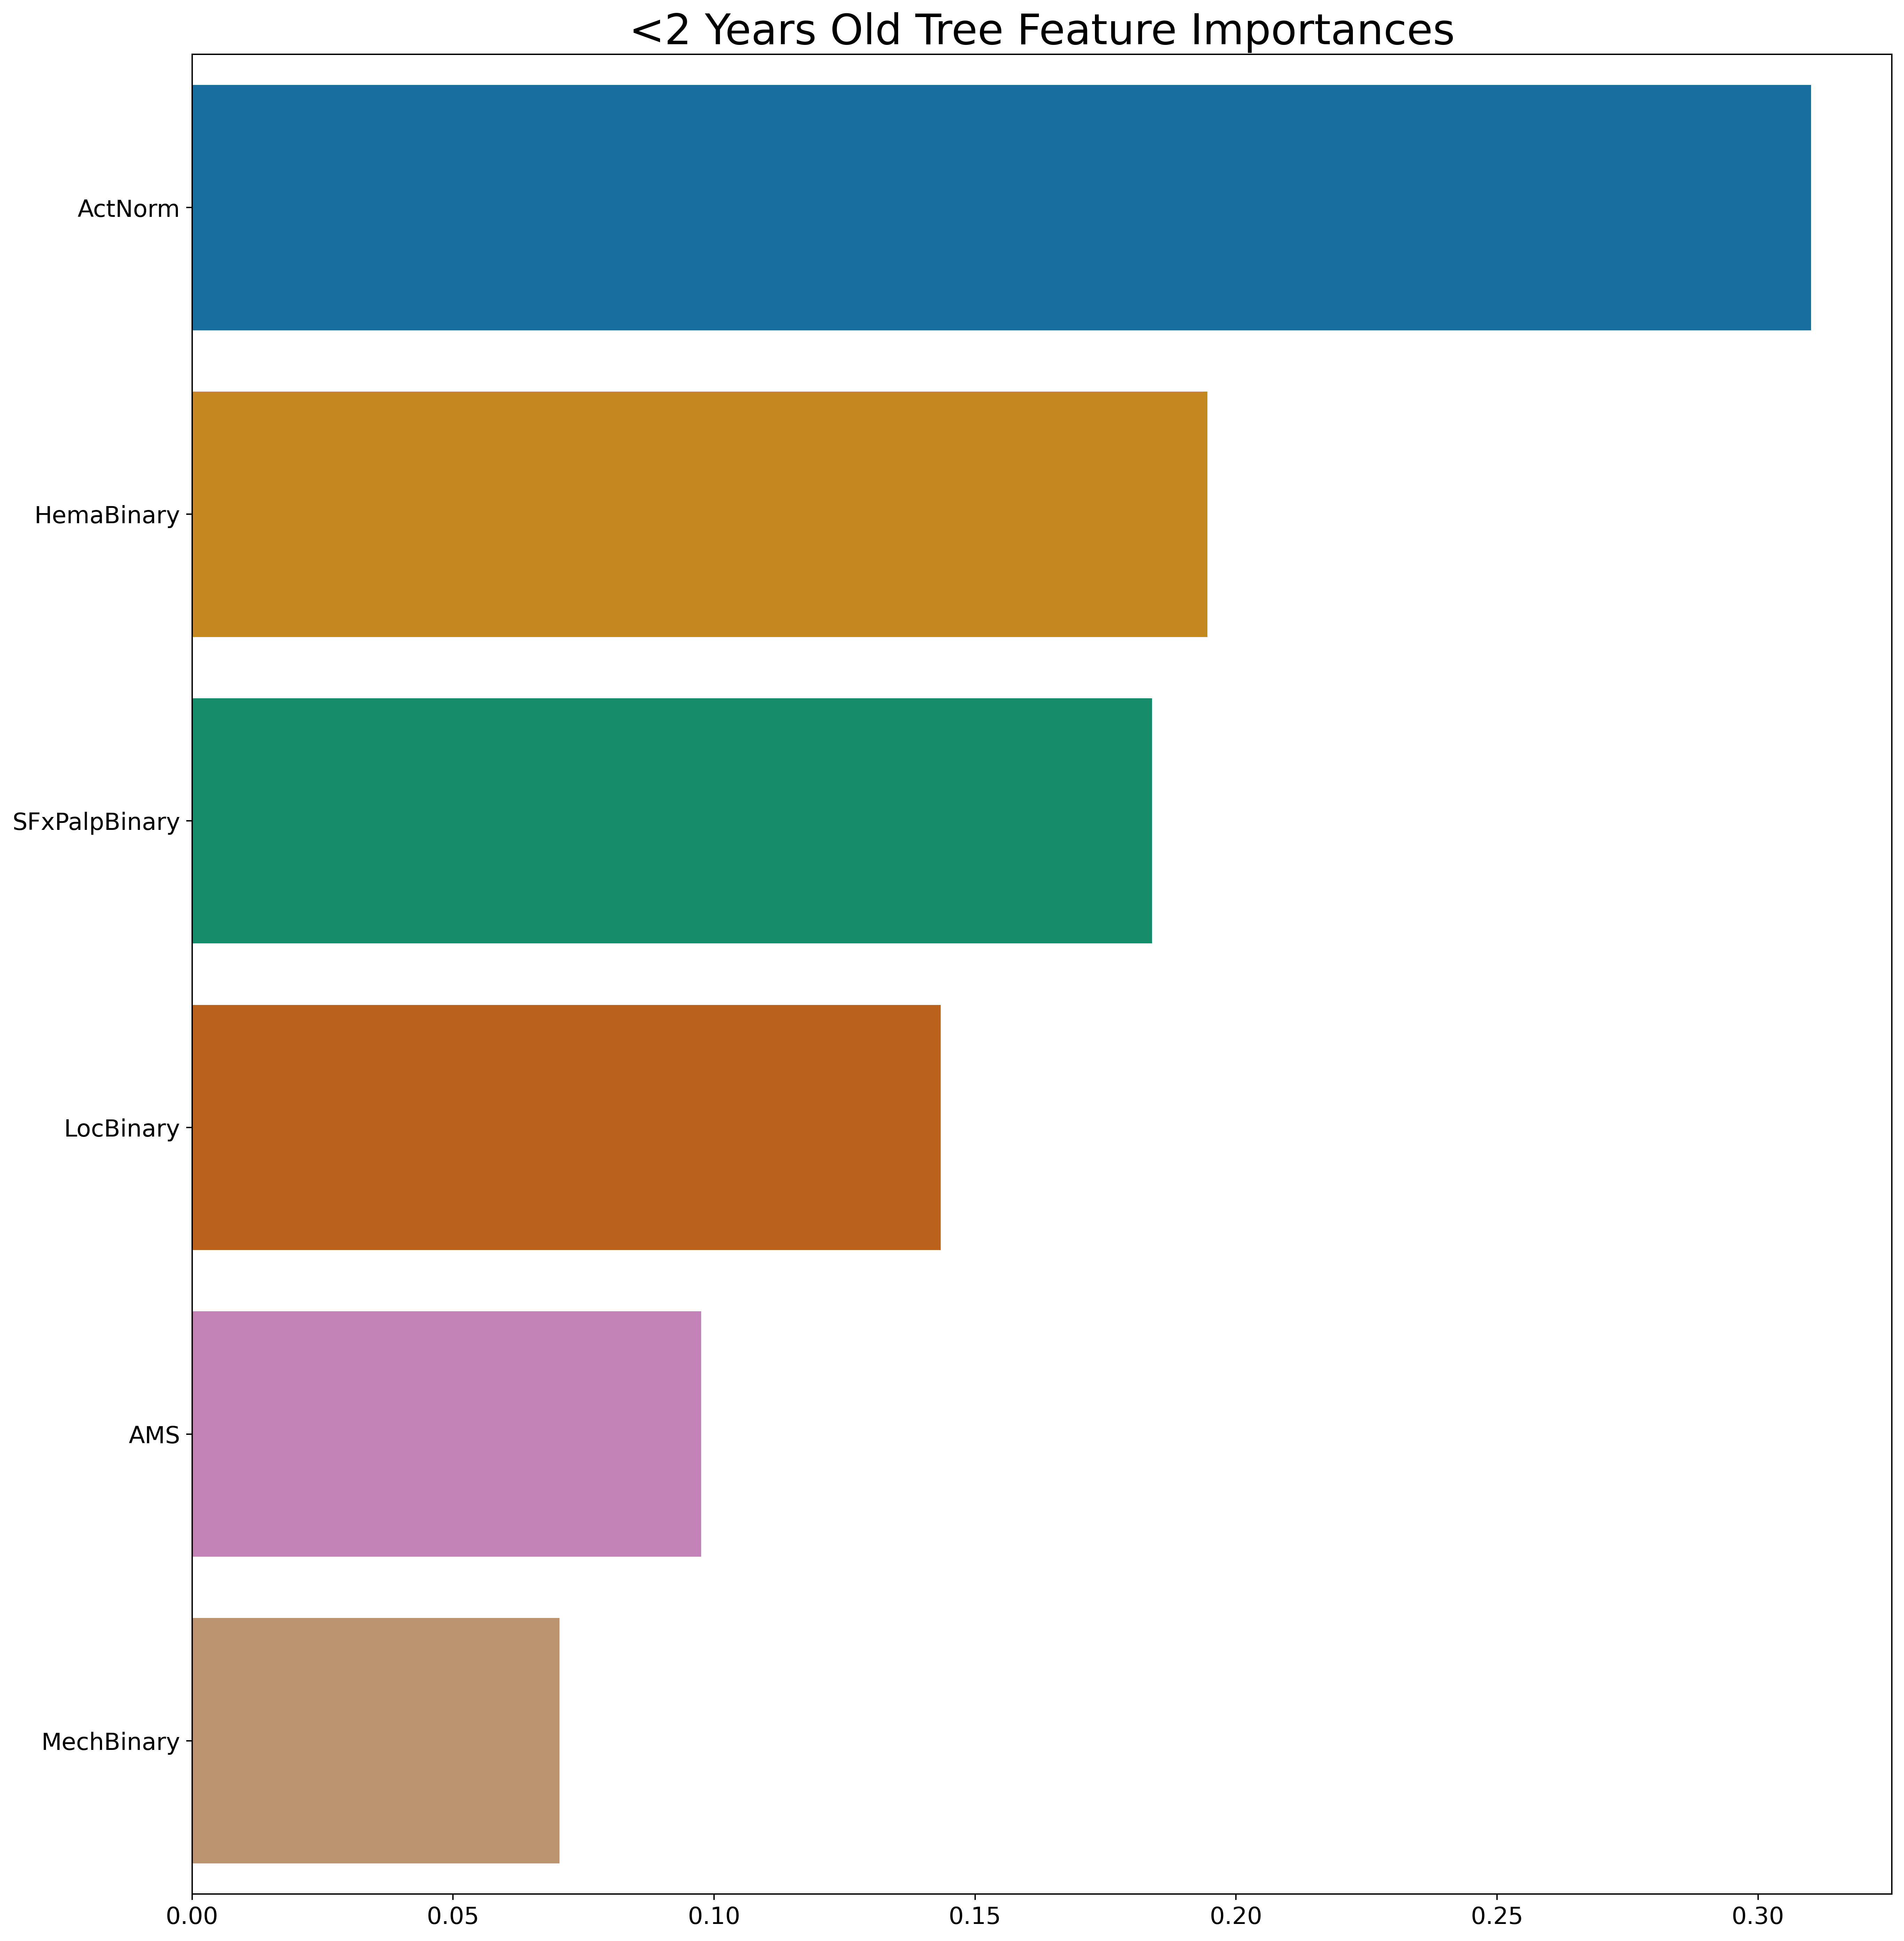 <2 Years Old Tree Feature Importances
ActNorm
HemaBinary
SFxPalpBinary
LocBinary
AMS
MechBinary
0.00 0.05 0.10 0.15 0.20 0.25 0.30